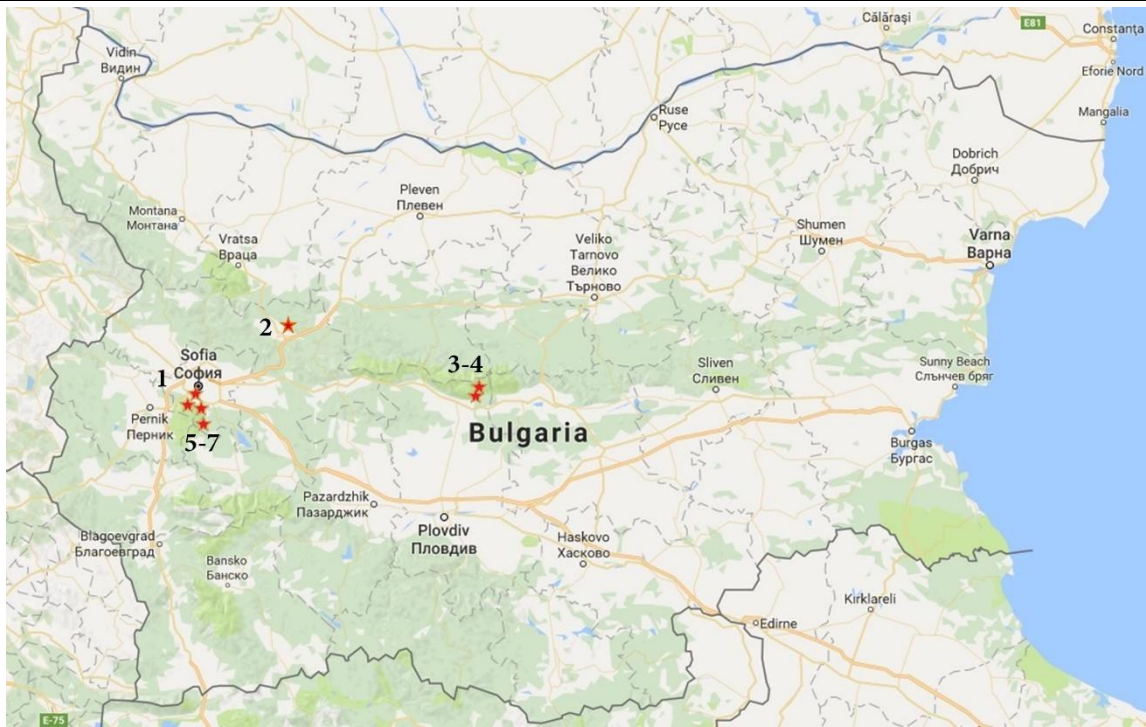 Călărași
E81
Constanța
Eforie Nord
Vidin
Видин
Mangalia
Ruse
Русе
Dobrich
Добрич
Pleven
Плевен
Montana
Монтана
Vratsa
Враца
Veliko
Tarnovo
Велико
Търново
Shumen
Шумен
Varna
Варна
2
Sofia
София
1
3-4
Sliven
Сливен
Sunny Beach
Слънчев бряг
Pernik
Перник
5-7
Bulgaria
Burgas
Бургас
Pazardzhik
Пазарджик
Plovdiv
Пловдив
Haskovo
Хасково
Blagoevgrad
Благоевград
Bansko
Банско
Kırklareli
Edirne
E-75